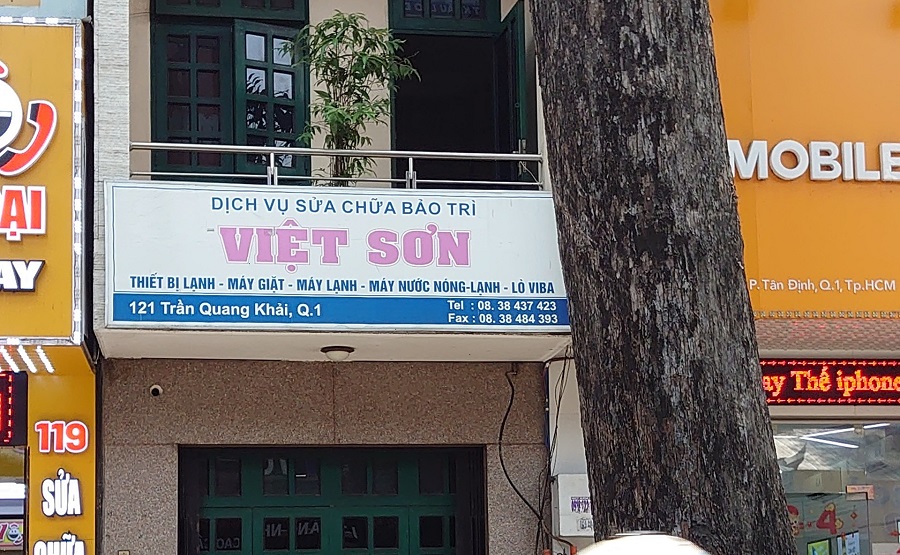 DỊCH VỤ SỬA CHỮA BẢO TRÌ
VIỆT SƠN
THIẾT BỊ LẠNH - MÁY GIẶT - MÁY LẠNH - MÁY NƯỚC NÓNG-LẠNH - LÒ VIBA
121 Trần Quang Khải, Q.1
Tel : 08. 38 437 423
Fax : 08. 38 484 393
ẠI
AY
119
SỬA
CHỮA
MOBILE
P. Tân Định, Q.1, Tp.HCM
ay Thế iphone